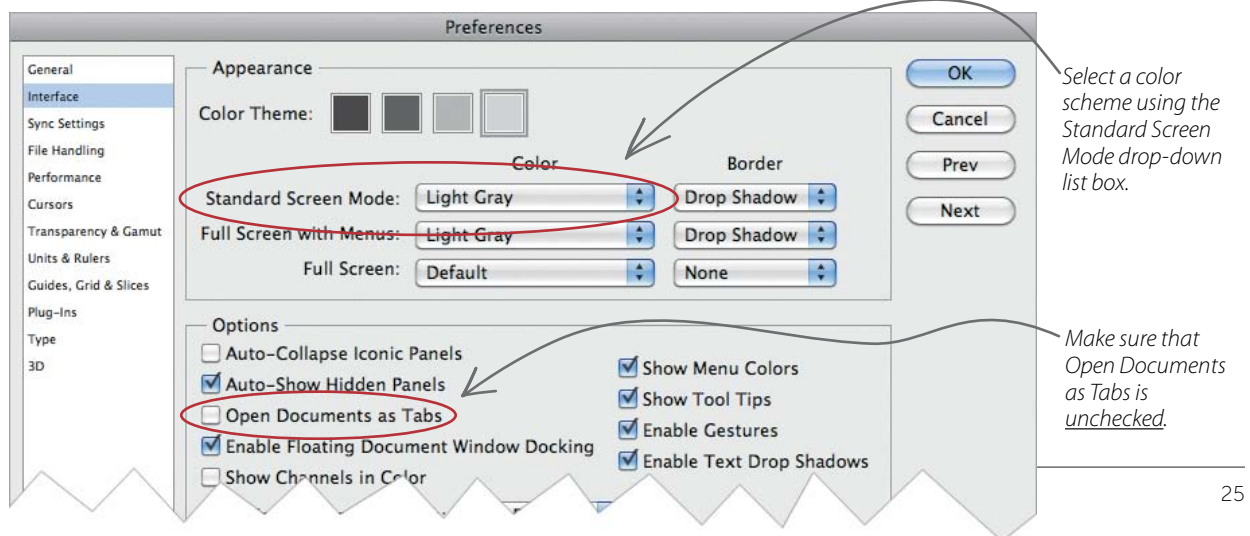 Preferences
General
Interface
Sync Settings
File Handling
Performance
Cursors
Transparency & Gamut
Units & Rulers
Guides, Grid & Slices
Plug-Ins
Type
3D
Appearance
Color Theme:
Color Border
Standard Screen Mode: Light Gray Drop Shadow
Full Screen with Menus: Light Gray Drop Shadow
Full Screen: Default None
Options
Auto-Collapse Iconic Panels
Auto-Show Hidden Panels
Open Documents as Tabs
Enable Floating Document Window Docking
Show Channels in Color
Show Menu Colors
Show Tool Tips
Enable Gestures
Enable Text Drop Shadows
OK
Cancel
Prev
Next
Select a color
scheme using the
Standard Screen
Mode drop-down
list box.
Make sure that
Open Documents
as Tabs is
unchecked.
25